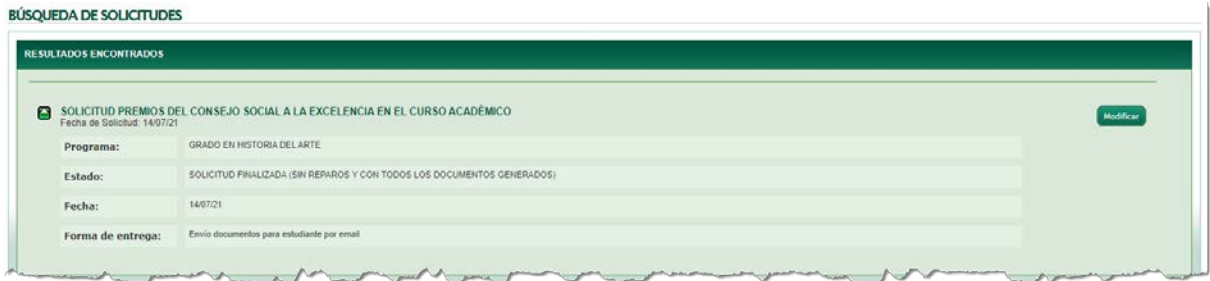 BÚSQUEDA DE SOLICITUDES
RESULTADOS ENCONTRADOS
SOLICITUD PREMIOS DEL CONSEJO SOCIAL A LA EXCELENCIA EN EL CURSO ACADÉMICO
Fecha de Solicitud: 14/07/21
Modificar
Programa: GRADO EN HISTORIA DEL ARTE
Estado: SOLICITUD FINALIZADA (SIN REPAROS Y CON TODOS LOS DOCUMENTOS GENERADOS)
Fecha: 14/07/21
Forma de entrega: Envío documentos para estudiante por email